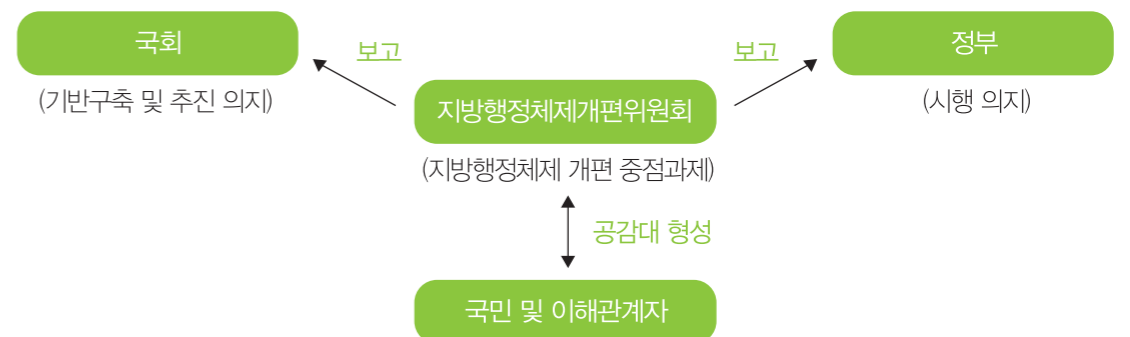 국회
보고
보고
정부
(기반구축 및 추진 의지)
지방행정체제개편위원회
(시행 의지)
(지방행정체제 개편 중점과제)
공감대 형성
국민 및 이해관계자